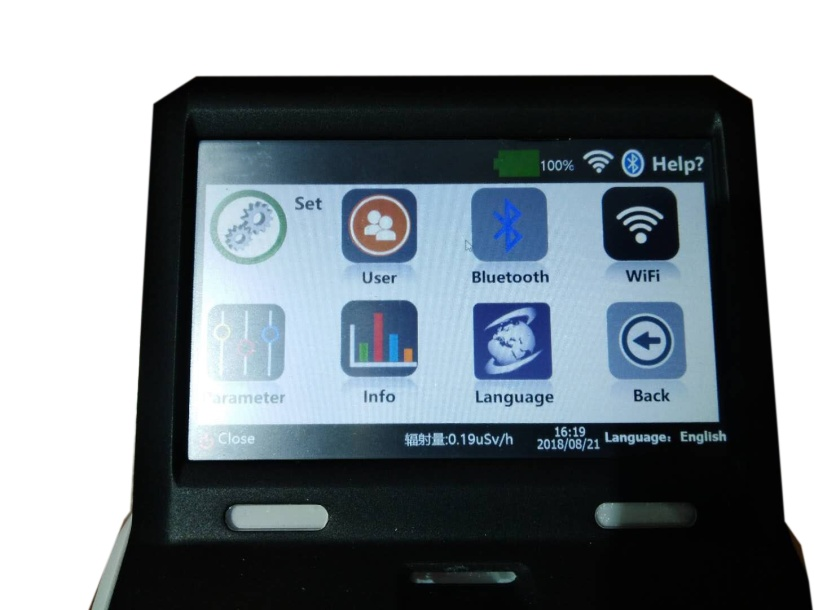 100% Help?
Set
User
Bluetooth
WiFi
arameter
Info
Language
Back
Close
辐射量:0.19uSv/h
16:19
2018/08/21
Language: English